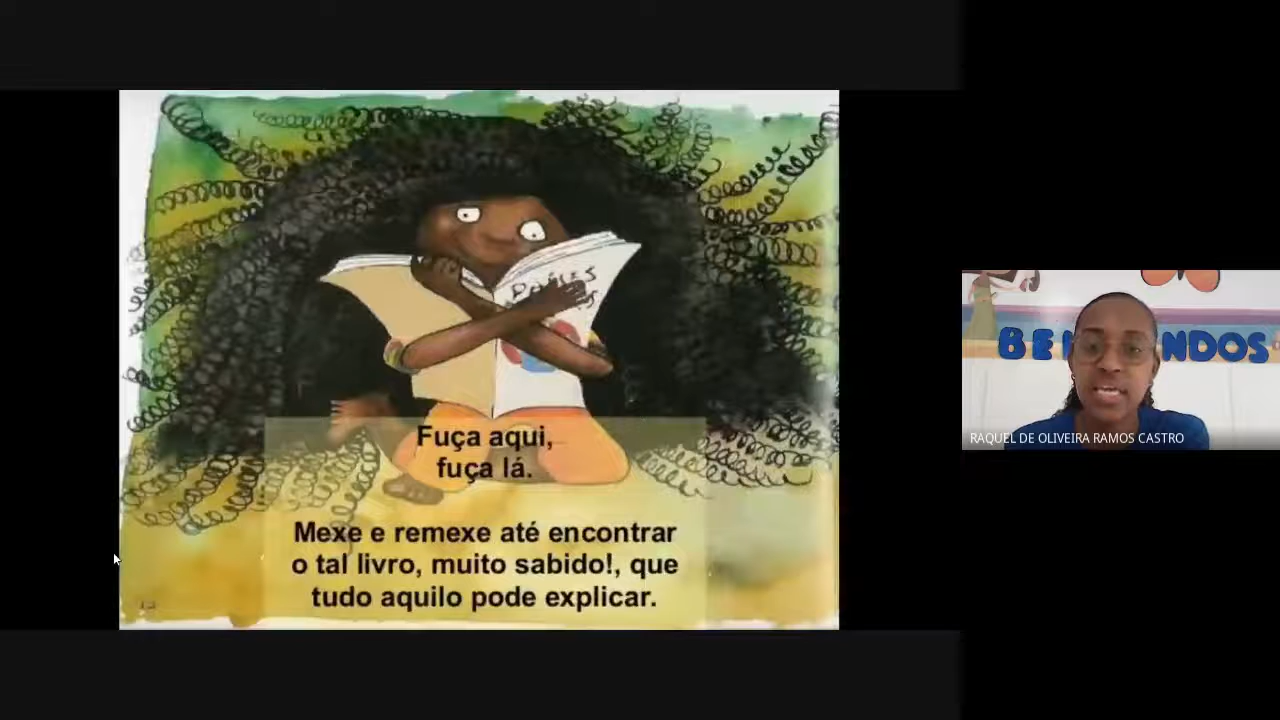 Fuça aqui,
fuça lá.
Mexe e remexe até encontrar
o tal livro, muito sabido!, que
tudo aquilo pode explicar.
RAQUEL DE OLIVEIRA RAMOS CASTRO